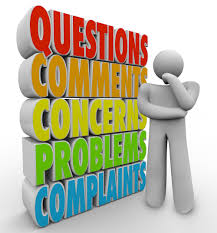 QUESTIONS
COMMENTS
CONCERNS
PROBLEMS
COMPLAINTS